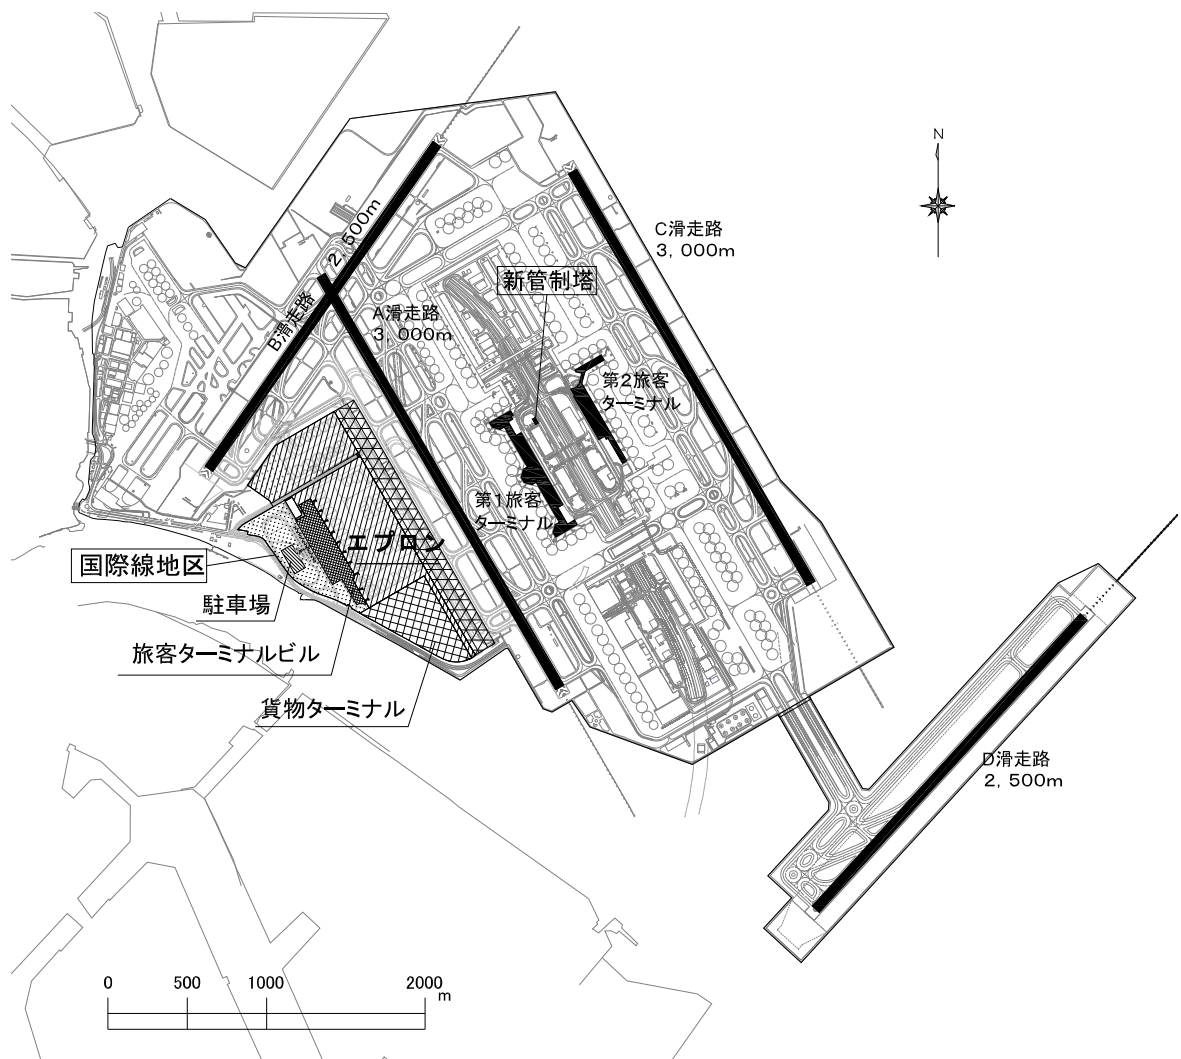 N
C滑走路
3,000m
2,500m
B滑走路
新管制塔
A滑走路
3,000m
第2旅客
ターミナル
第1旅客
ターミナル
エプロン
国際線地区
駐車場
旅客ターミナルビル
貨物ターミナル
D滑走路
2,500m
0 500 1000 2000
m